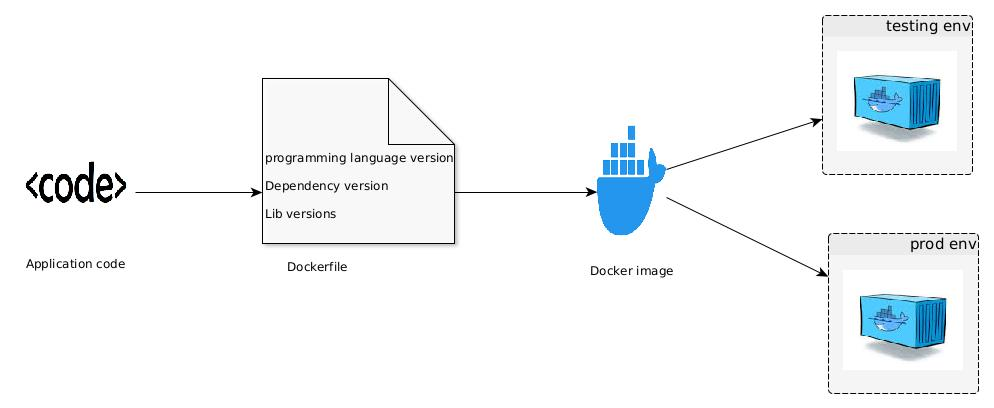 testing env
programming language version
Dependency version
Lib versions
<code>
Application code
Dockerfile
Docker image
prod env